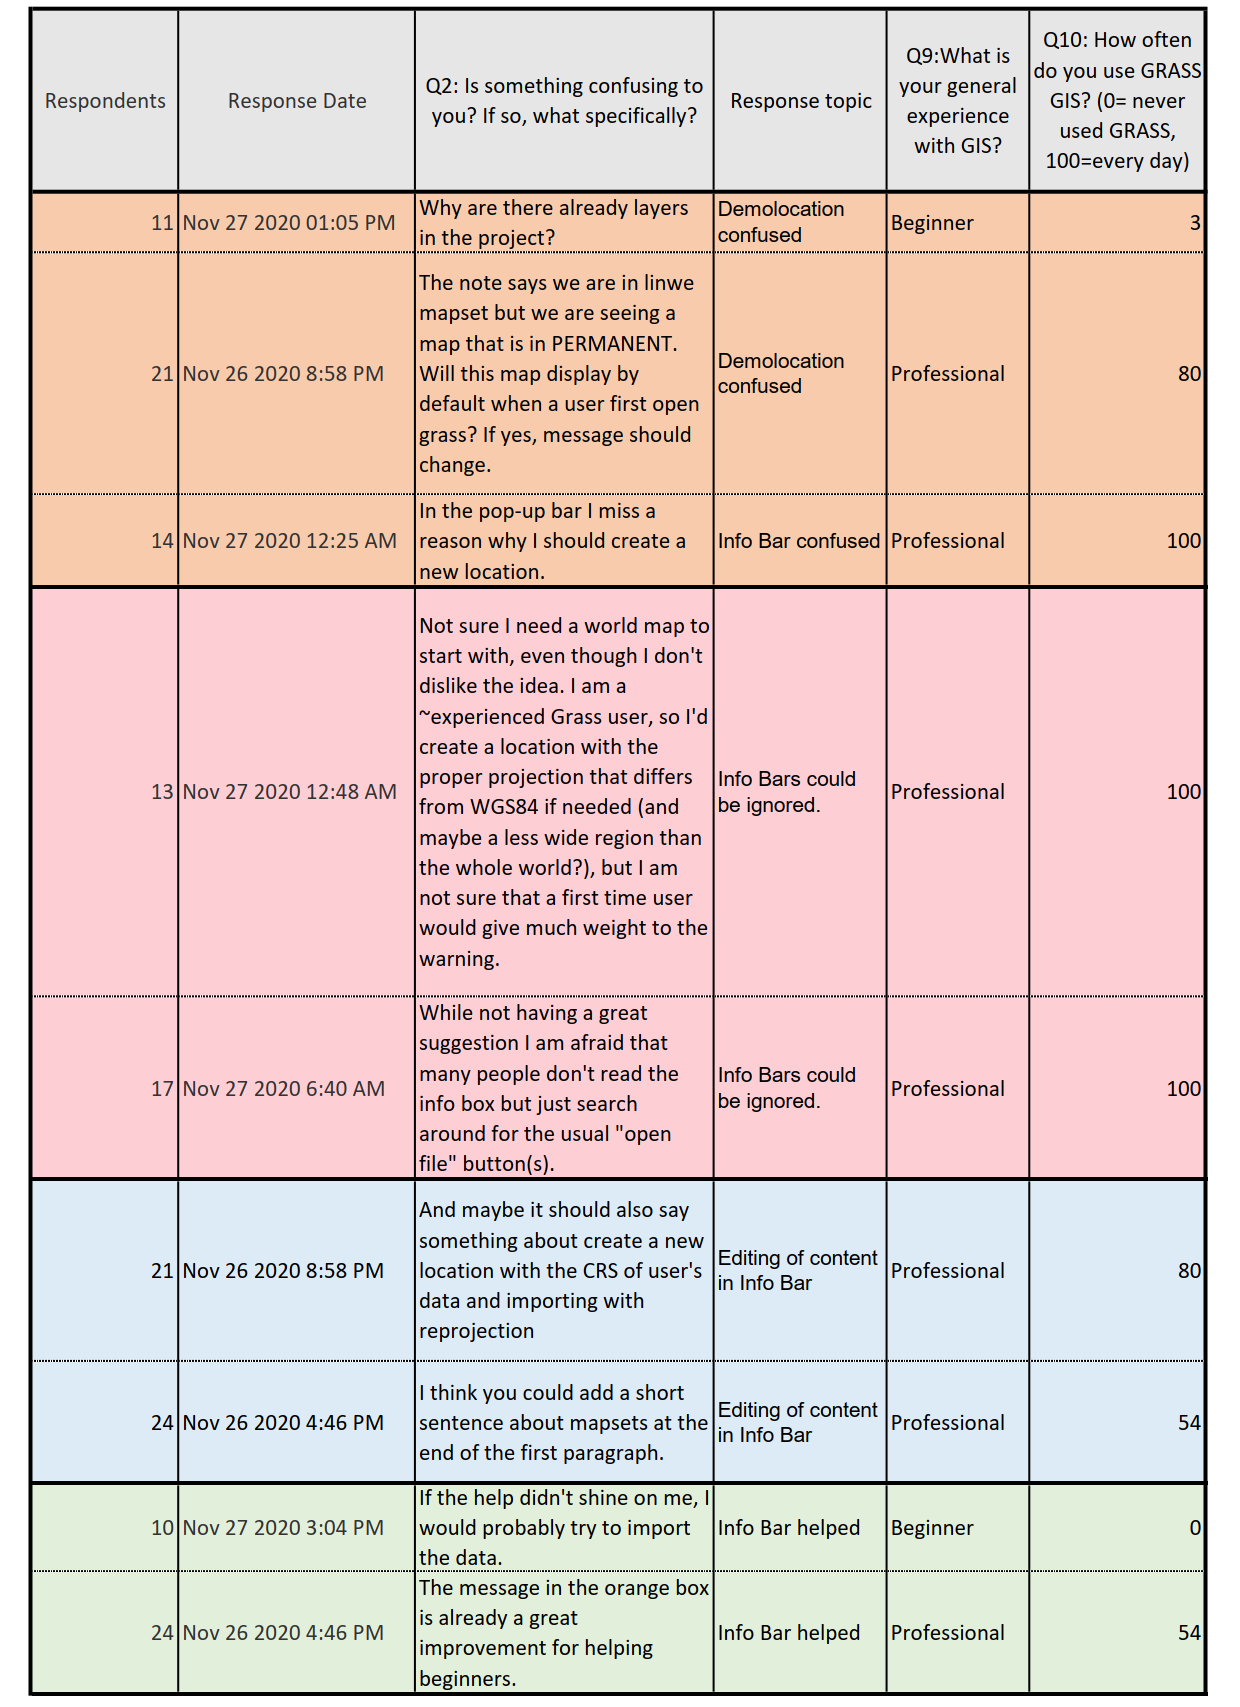 Respondents
Response Date
Q2: Is something confusing to
you? If so, what specifically?
Response topic
Q9:What is
your general
experience
with GIS?
Q10: How often
do you use GRASS
GIS? (0= never
used GRASS,
100=every day)
11
Nov 27 2020 01:05 PM
Why are there already layers
in the project?
Demolocation
confused
Beginner
3
21
Nov 26 2020 8:58 PM
The note says we are in linwe
mapset but we are seeing a
map that is in PERMANENT.
Will this map display by
default when a user first open
grass? If yes, message should
change.
Demolocation
confused
Professional
80
14
Nov 27 2020 12:25 AM
In the pop-up bar I miss a
reason why I should create a
new location.
Info Bar confused
Professional
100
13
Nov 27 2020 12:48 AM
Not sure I need a world map to
start with, even though I don't
dislike the idea. I am a
~experienced Grass user, so I'd
create a location with the
proper projection that differs
from WGS84 if needed (and
maybe a less wide region than
the whole world?), but I am
not sure that a first time user
would give much weight to the
warning.
Info Bars could
be ignored.
Professional
100
17
Nov 27 2020 6:40 AM
While not having a great
suggestion I am afraid that
many people don't read the
info box but just search
around for the usual "open
file" button(s).
Info Bars could
be ignored.
Professional
100
21
Nov 26 2020 8:58 PM
And maybe it should also say
something about create a new
location with the CRS of user's
data and importing with
reprojection
Editing of content
in Info Bar
Professional
80
24
Nov 26 2020 4:46 PM
I think you could add a short
sentence about mapsets at the
end of the first paragraph.
Editing of content
in Info Bar
Professional
54
10
Nov 27 2020 3:04 PM
If the help didn't shine on me, I
would probably try to import
the data.
Info Bar helped
Beginner
0
24
Nov 26 2020 4:46 PM
The message in the orange box
is already a great
improvement for helping
beginners.
Info Bar helped
Professional
54